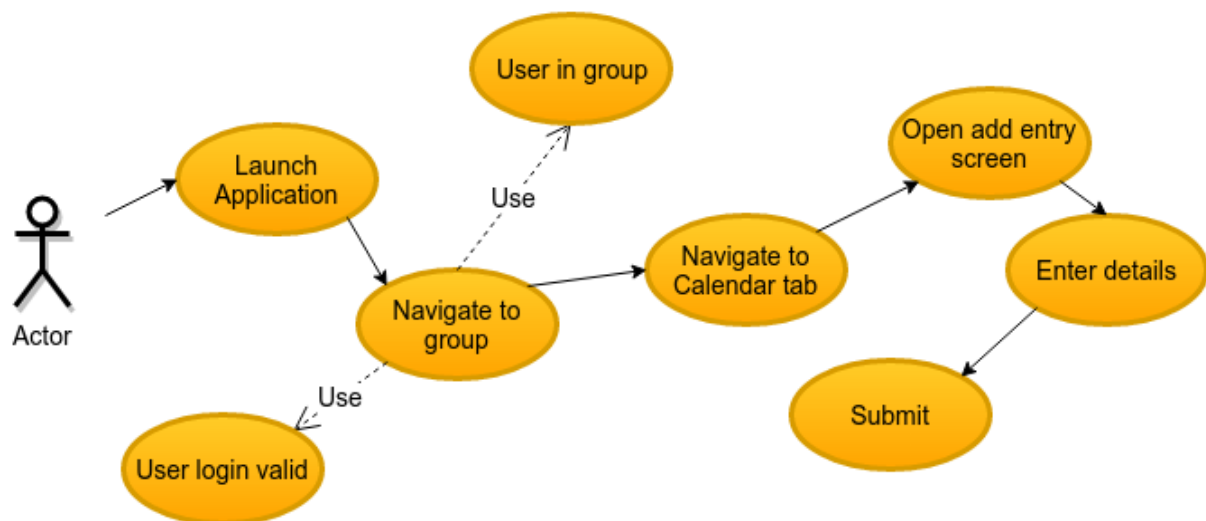 User in group
Open add entry
screen
Launch
Application
Use
Navigate to
Calendar tab
Enter details
Actor
Navigate to
group
Use
Submit
User login valid